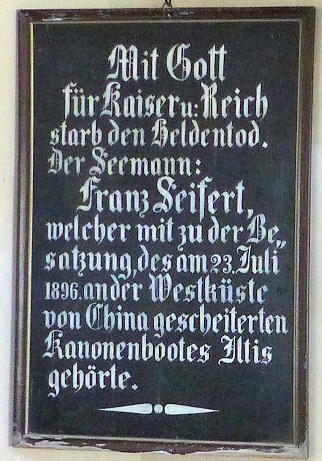 Mit Gott
für Kaiser u: Reich
starb den Heldentod.
Der Seemann:
Franz Seifert,
welcher mit zu der Be„
satzung, des am 23. Juli
1896. an der Westküste
von China gescheiterten
Kanonenbootes Iltis
gehörte.